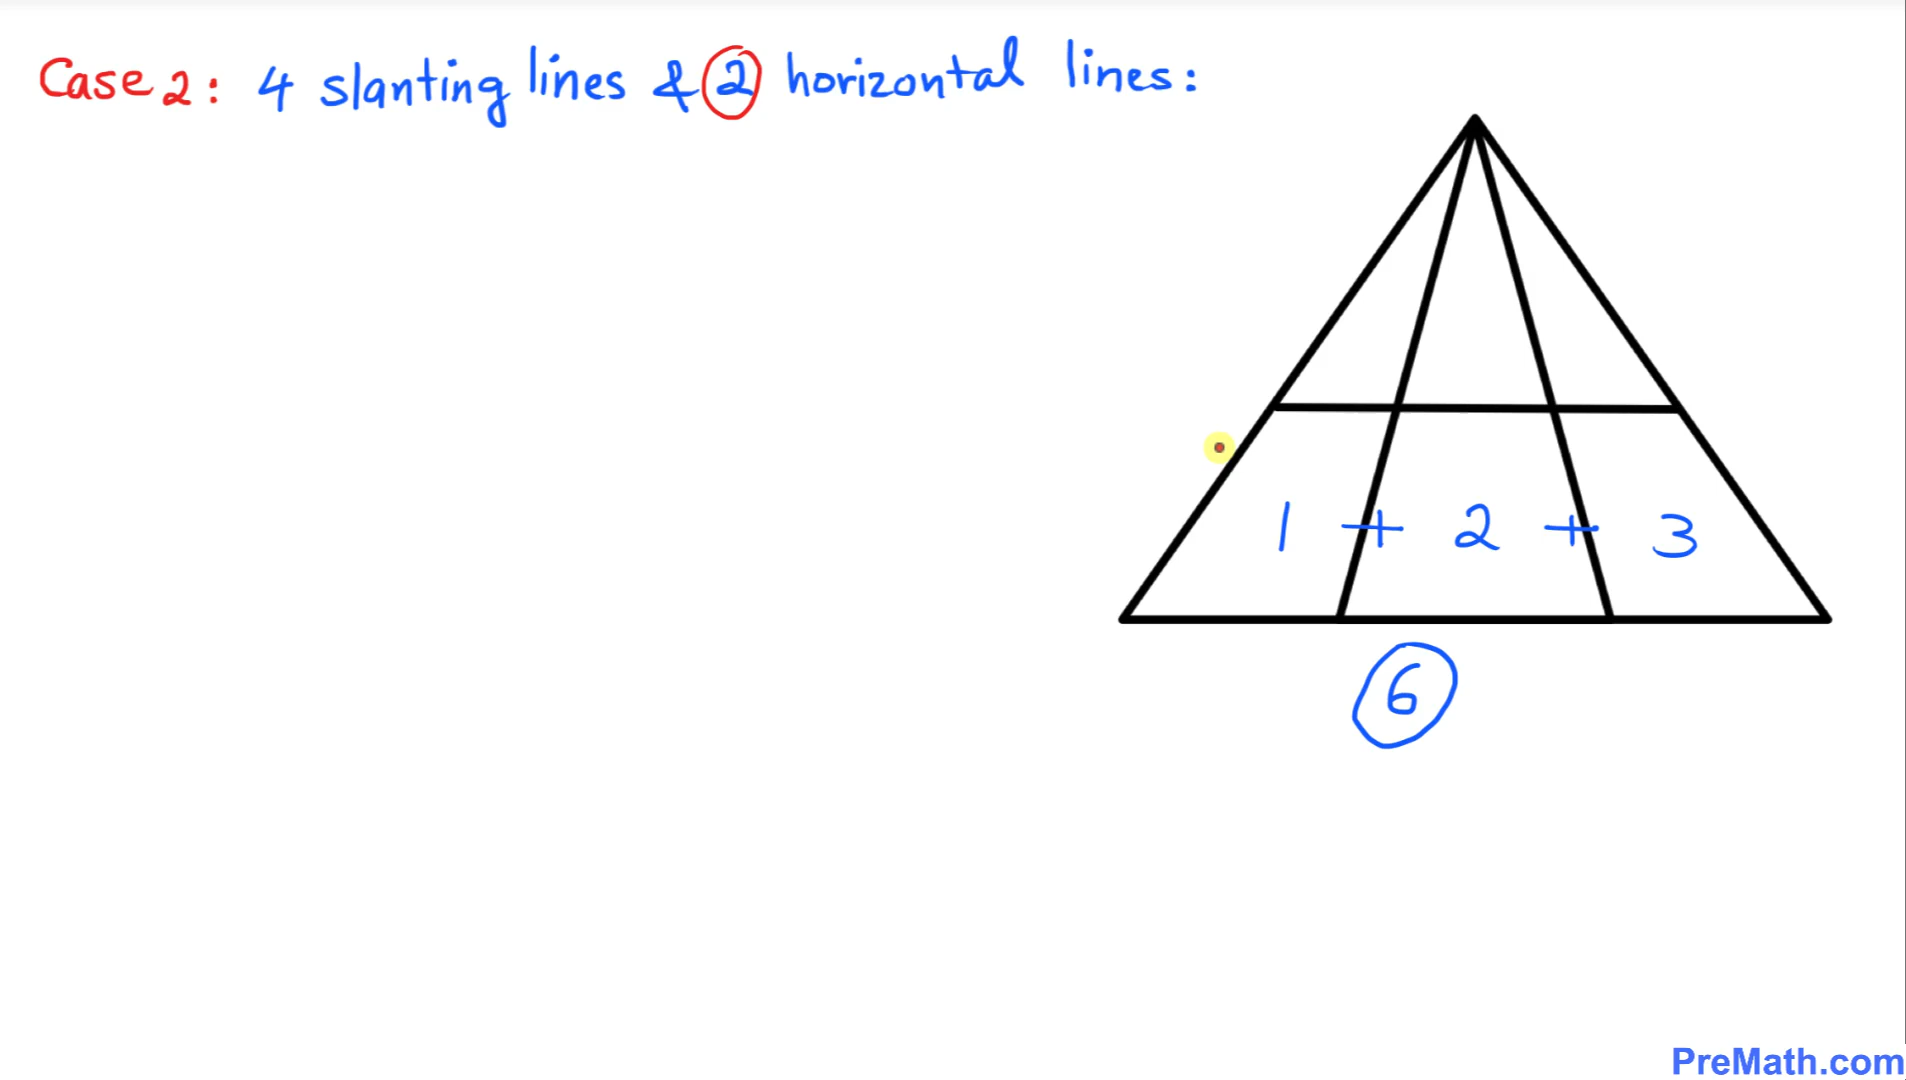 Case 2: 4 slanting lines & 2 horizontal lines:
1 + 2 + 3
6
PreMath.com